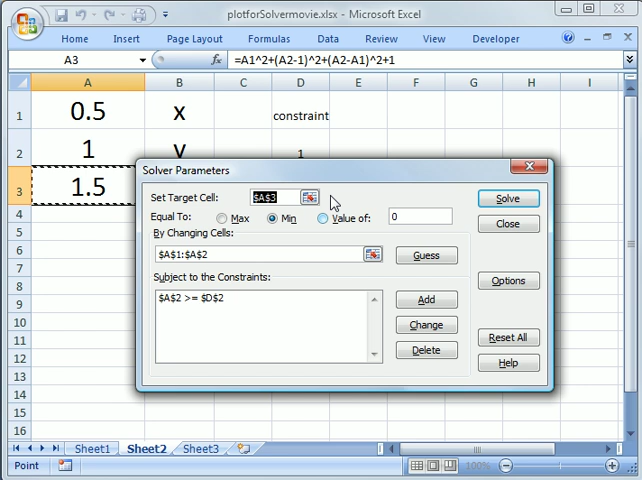 plotforSolvermovie.xlsx - Microsoft Excel
Home Insert Page Layout Formulas Data Review View Developer
A3 fx =A1^2+(A2-1)^2+(A2-A1)^2+1
A B C D E F G H I
1 0.5 x constraint
2 1 y 1
3 1.5
4
5
6
7
8
9
10
11
12
13
14
15
16
Solver Parameters
Set Target Cell: $A$3 Solve
Equal To: Max Min Value of: 0 Close
By Changing Cells:
$A$1:$A$2 Guess
Subject to the Constraints: Options
$A$2 >= $D$2 Add
Change
Reset All
Delete
Help
Sheet1 Sheet2 Sheet3
Point 100%